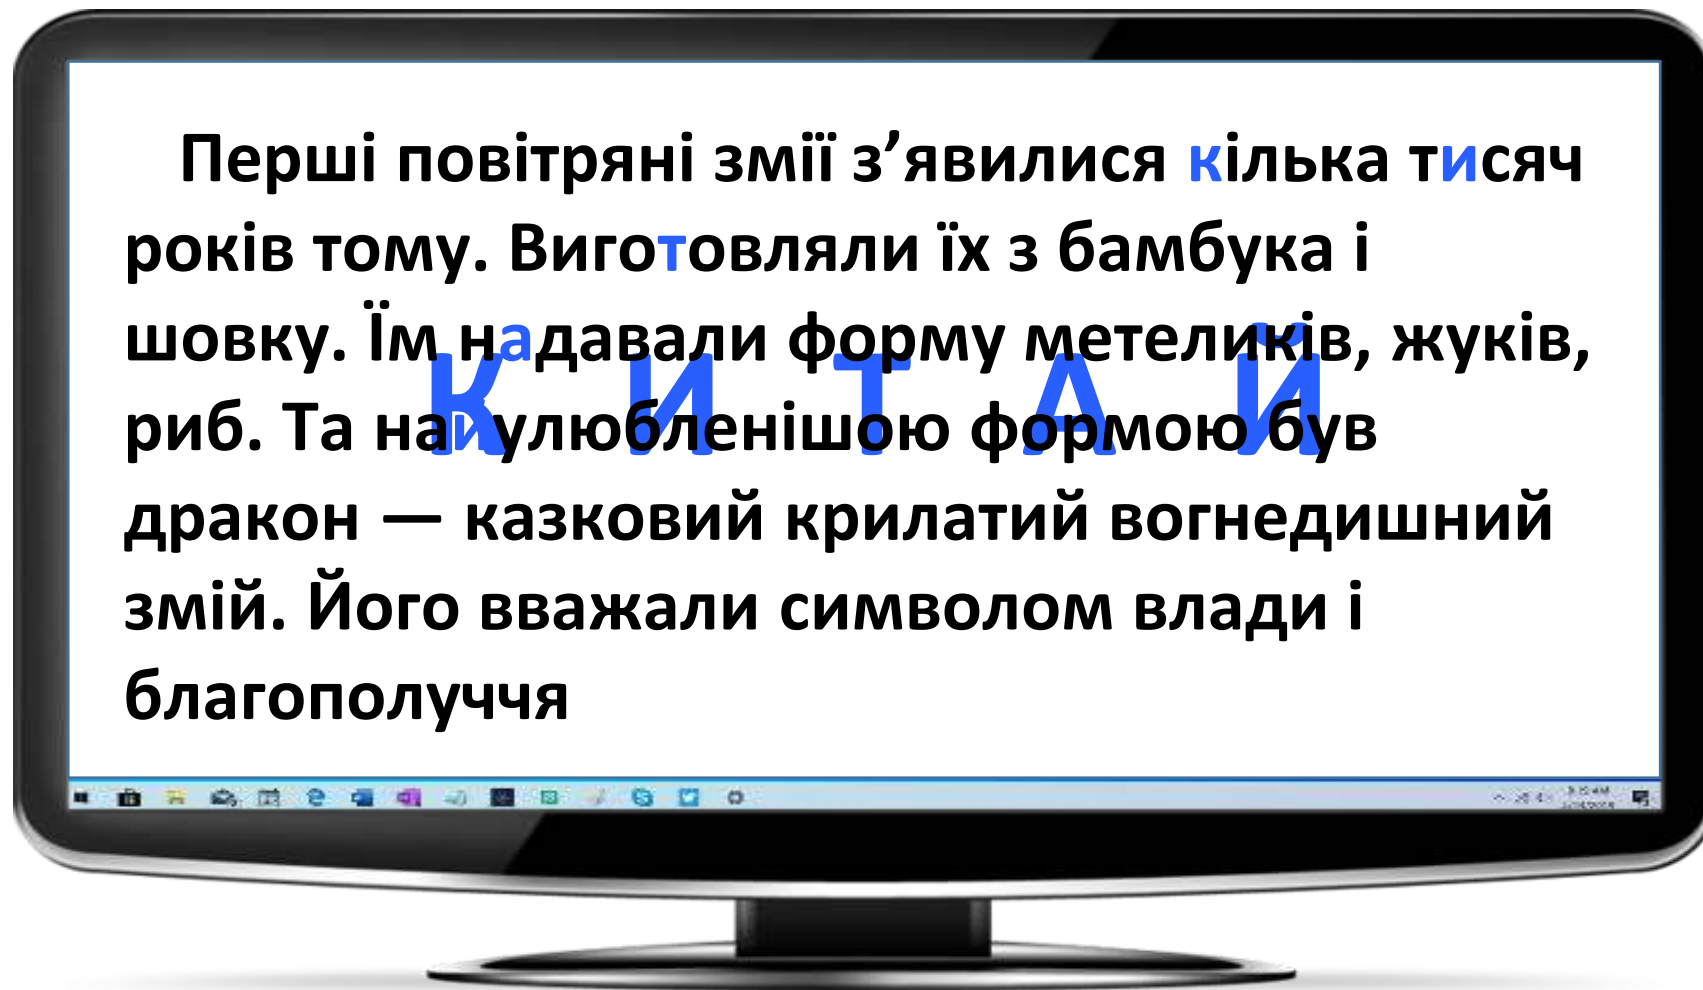 Перші повітряні змії з’явилися кілька тисяч
років тому. Виготовляли їх з бамбука і
шовку. Їм надавали форму метеликів, жуків,
К И Т А Й
риб. Та найулюбленішою формою був
дракон — казковий крилатий вогнедишний
змій. Його вважали символом влади і
благополуччя